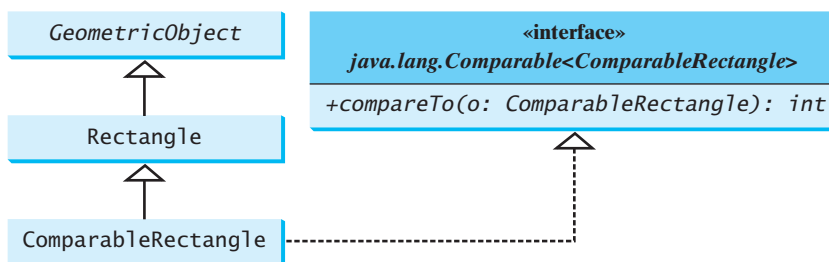 GeometricObject
«interface»
java.lang.Comparable<ComparableRectangle>
+compareTo(o: ComparableRectangle): int
Rectangle
ComparableRectangle